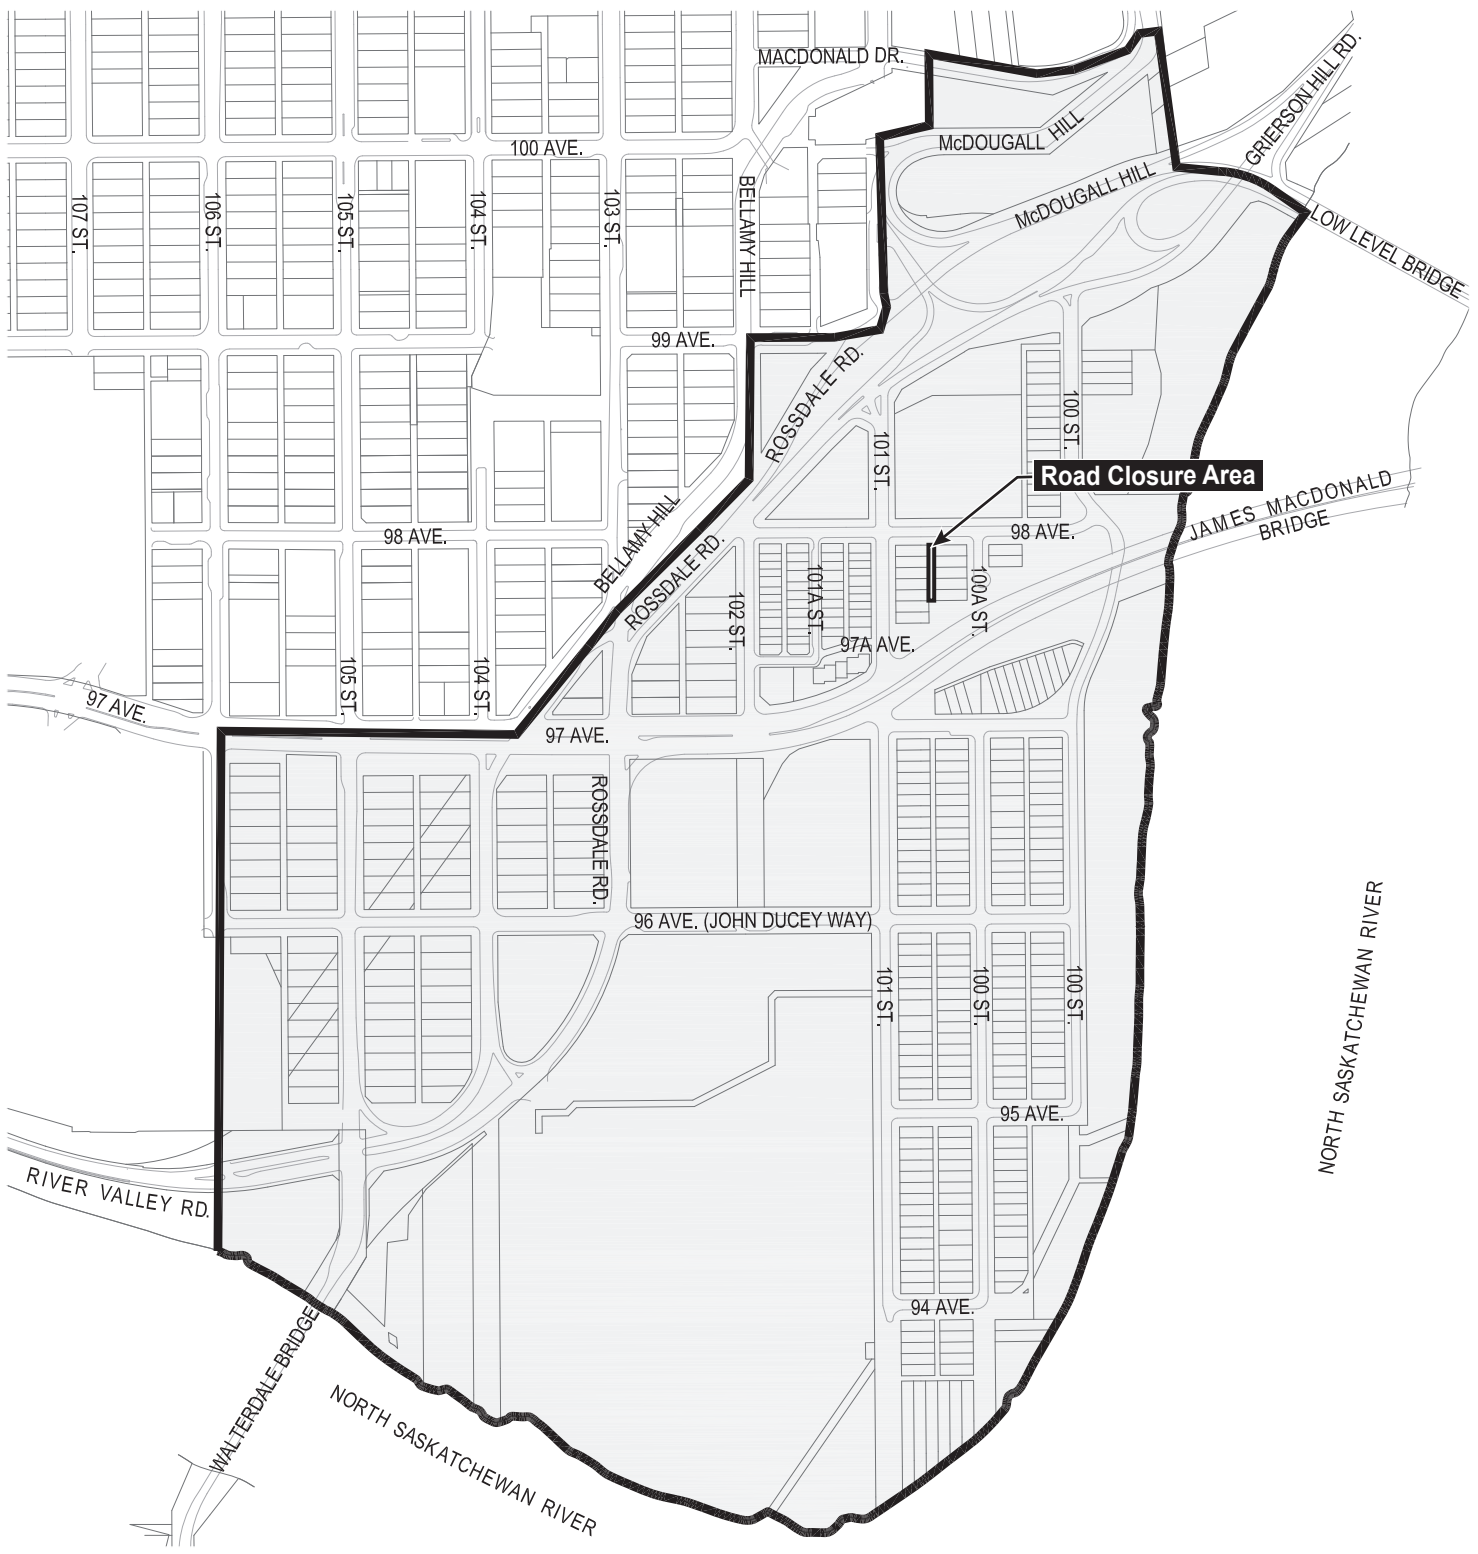 MACDONALD DR.
GRIERSON HILL RD.
McDOUGALL HILL
100 AVE.
McDOUGALL HILL
107 ST.
106 ST.
105 ST.
104 ST.
103 ST.
BELLAMY HILL
LOW LEVEL BRIDGE
99 AVE.
ROSSDALE RD.
100 ST.
101 ST.
Road Closure Area
JAMES MACDONALD
BRIDGE
98 AVE.
98 AVE.
BELLAMY HILL
ROSSDALE RD.
102 ST.
101A ST.
100A ST.
97A AVE.
105 ST.
104 ST.
97 AVE.
97 AVE.
ROSSDALE RD.
96 AVE. (JOHN DUCEY WAY)
101 ST.
100 ST.
100 ST.
NORTH SASKATCHEWAN RIVER
95 AVE.
RIVER VALLEY RD.
94 AVE.
WALTERDALE BRIDGE
NORTH SASKATCHEWAN RIVER